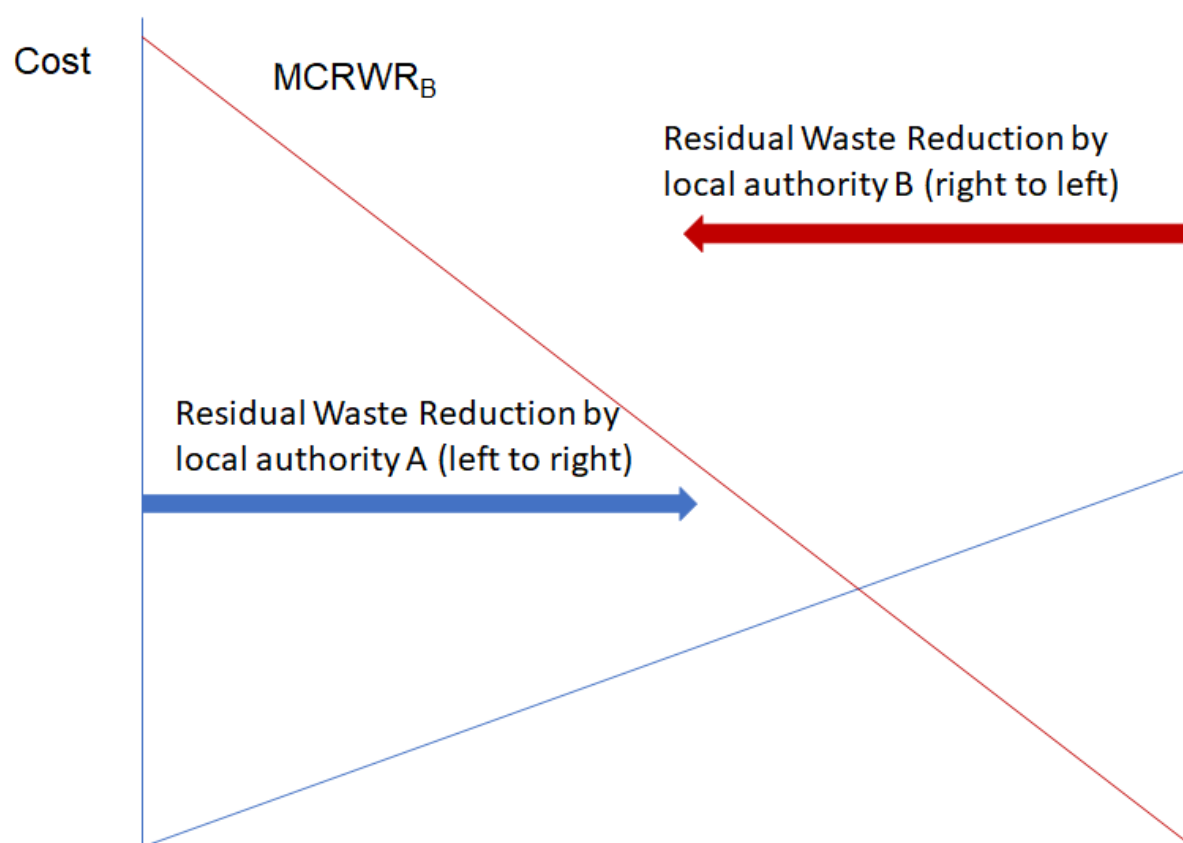 Cost
MCRWR_B
Residual Waste Reduction by
local authority B (right to left)
Residual Waste Reduction by
local authority A (left to right)